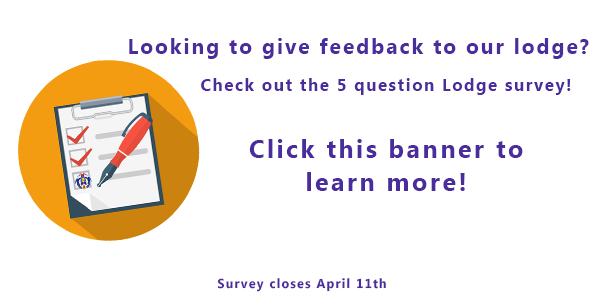 Looking to give feedback to our lodge?
Check out the 5 question Lodge survey!
Click this banner to
learn more!
Survey closes April 11th